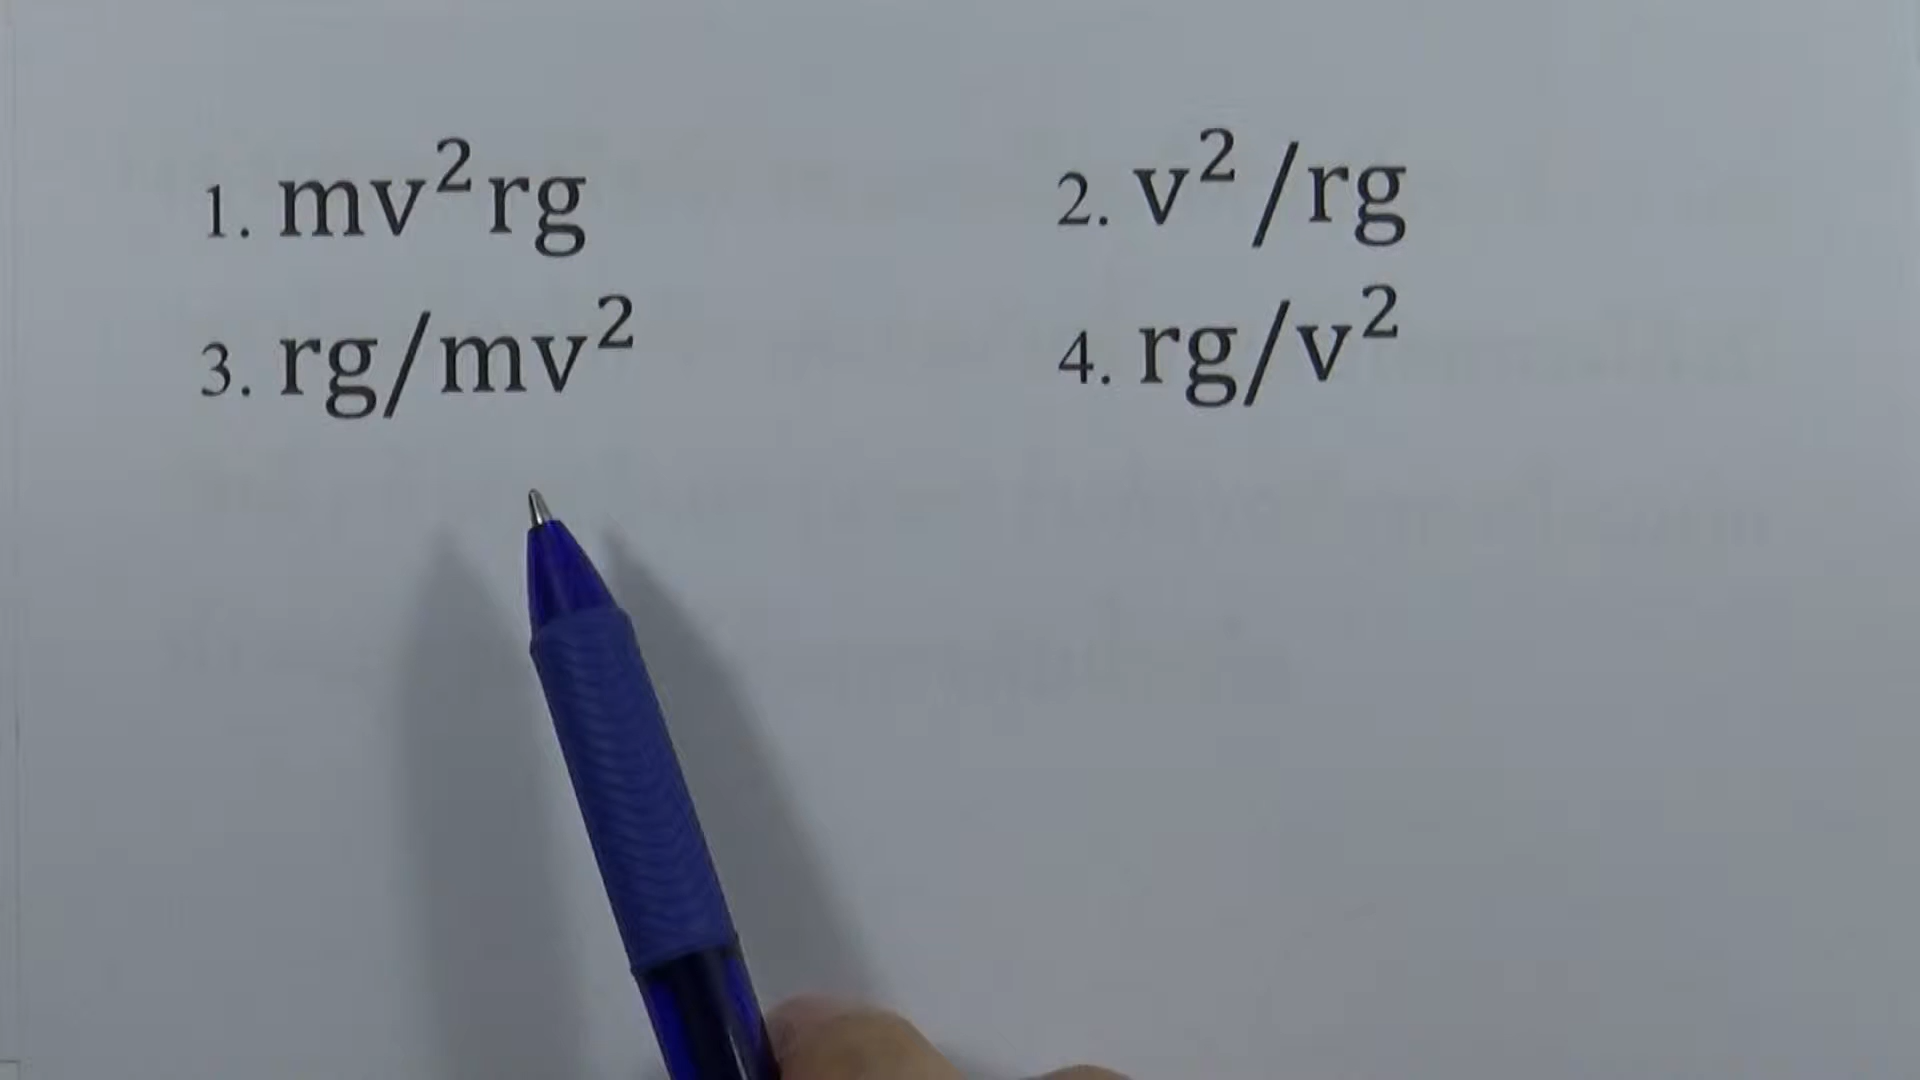 1. mv²rg 2. v²/rg
3. rg/mv² 4. rg/v²